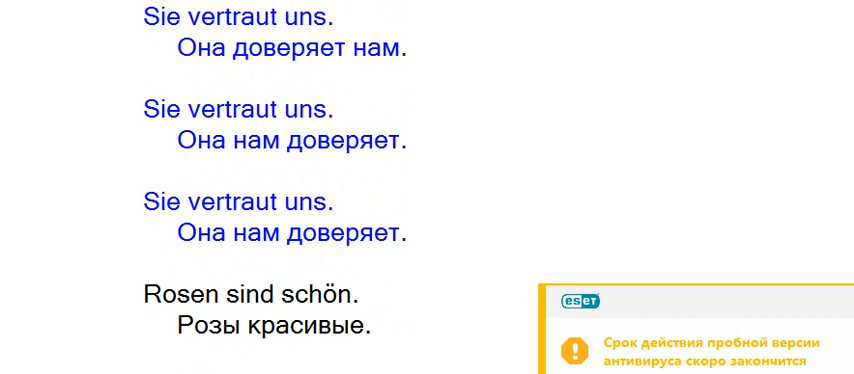 Sie vertraut uns.
Она доверяет нам.
Sie vertraut uns.
Она нам доверяет.
Sie vertraut uns.
Она нам доверяет.
Rosen sind schön.
Розы красивые.
eseT
Срок действия пробной версии
антивируса скоро закончится